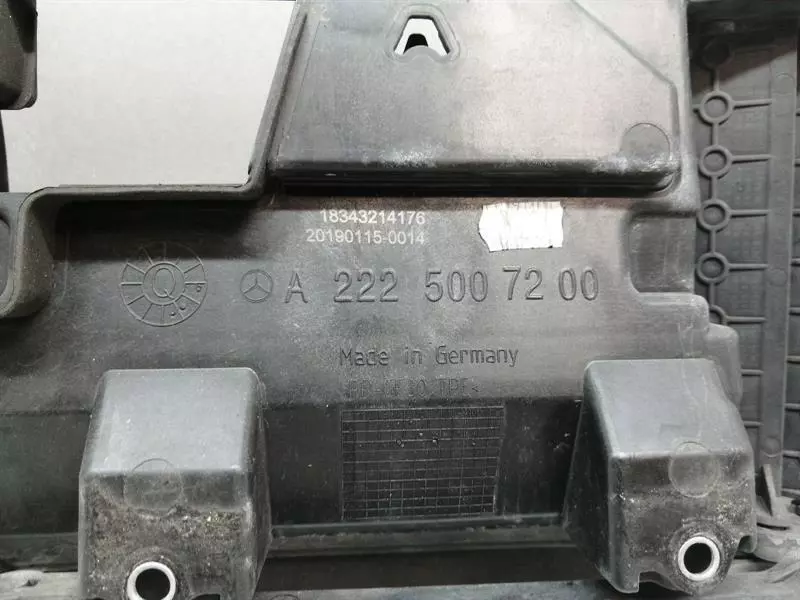 18343214176
20190115-0014
Q
A 222 500 72 00
Made in Germany